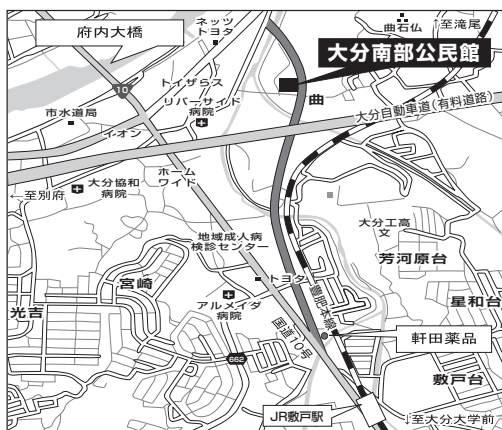 府内大橋
ネッツ
トヨタ
曲石仏
↑至滝尾
大分南部公民館
10
トイザらス
リバーサイド
病院
曲
市水道局
イオン
大分自動車道(有料道路)
ホーム
ワイド
大分協和
病院
←至別府
地域成人病
検診センター
大分工高
文
芳河原台
宮崎
トヨタ
アルメイダ
病院
光吉
国道10号
JR豊肥本線
星和台
軒田薬品
662
敷戸台
JR敷戸駅
↓至大分大学前